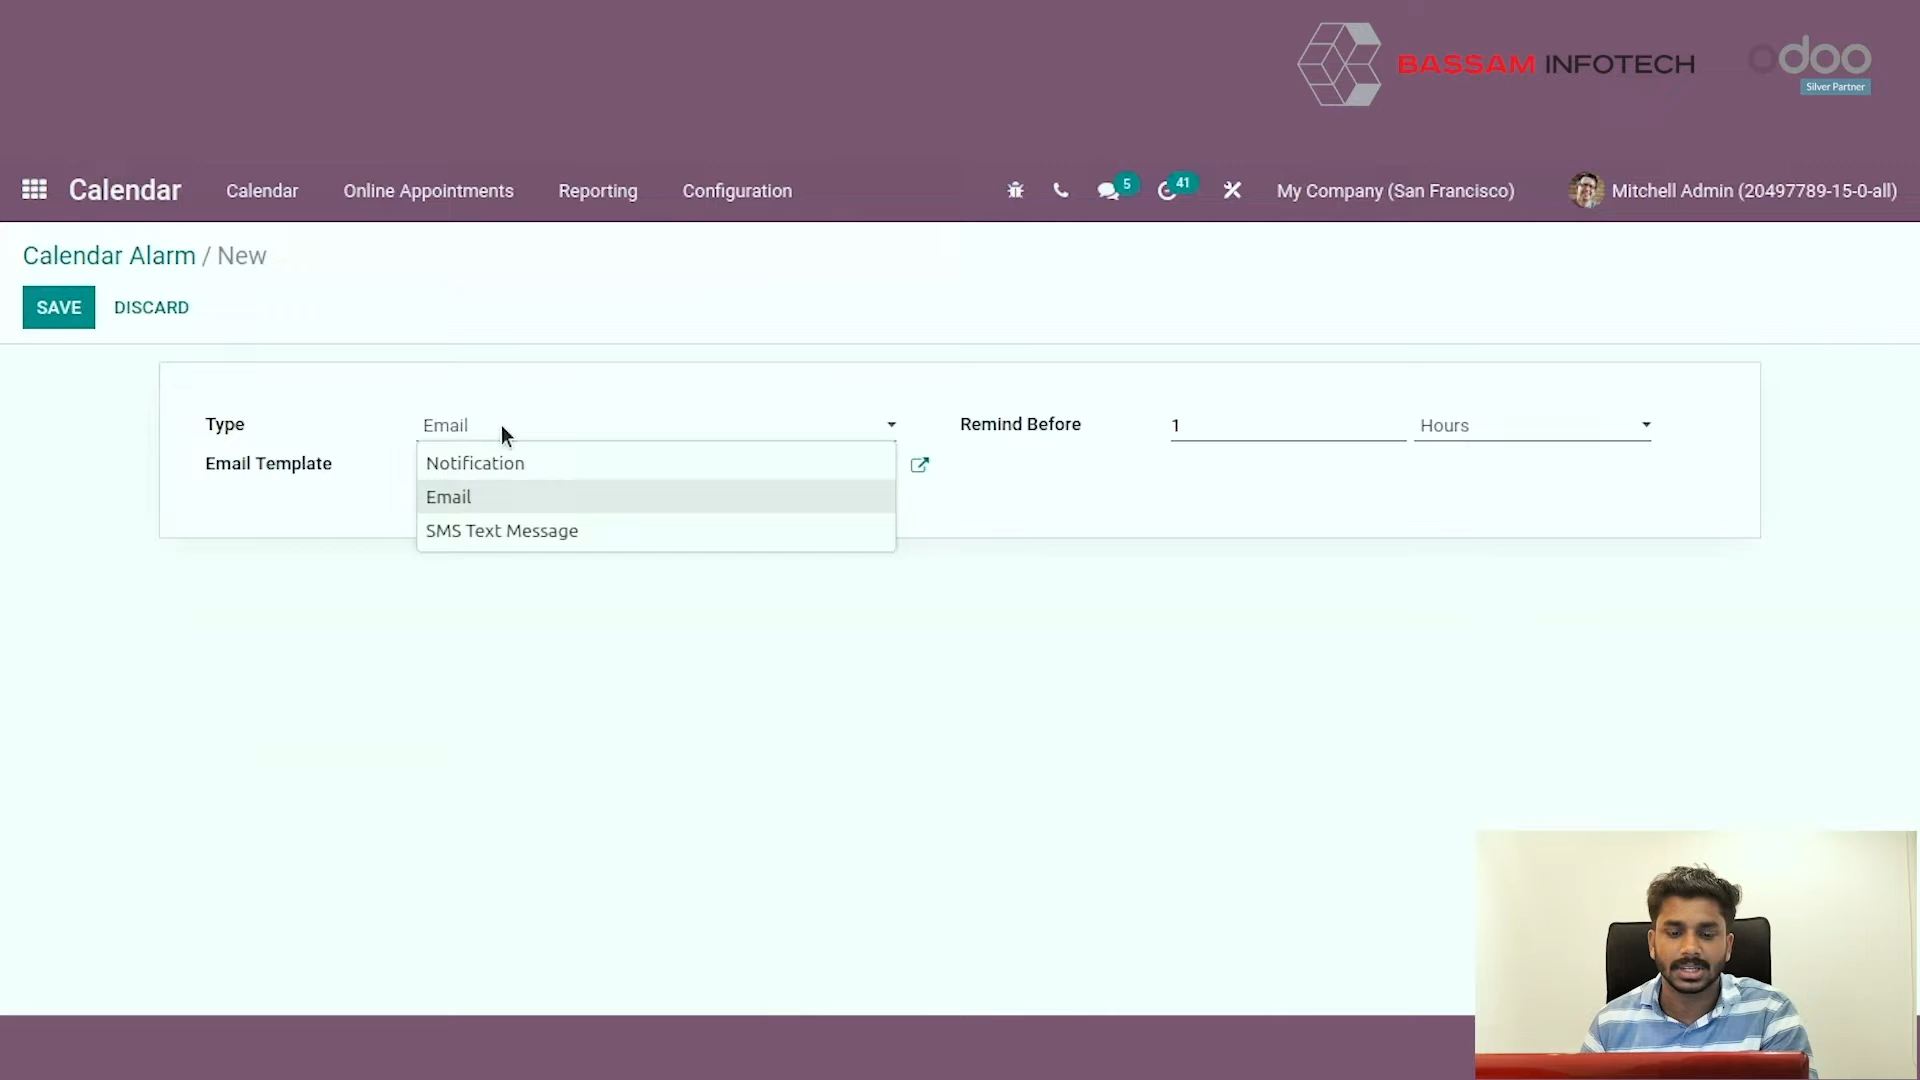 BASSAM INFOTECH
odoo
Silver Partner
Calendar
Calendar
Online Appointments
Reporting
Configuration
5
41
My Company (San Francisco)
Mitchell Admin (20497789-15-0-all)
Calendar Alarm / New
SAVE
DISCARD
Type
Email
Remind Before
1
Hours
Email Template
Notification
Email
SMS Text Message